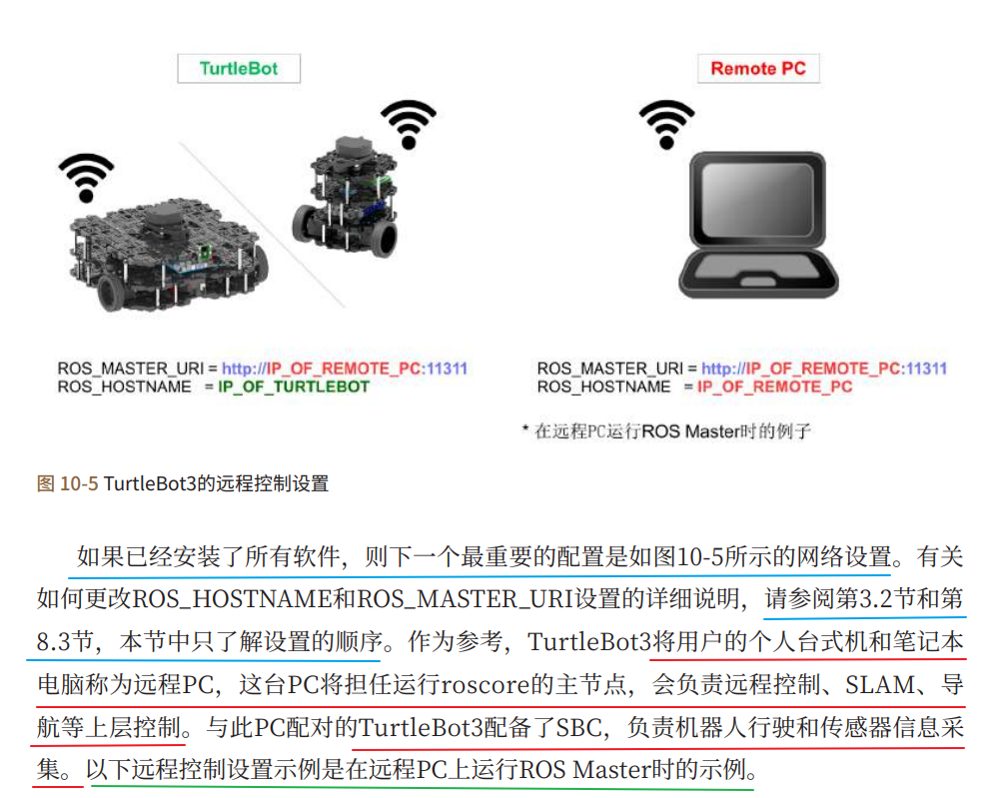 TurtleBot
Remote PC
ROS_MASTER_URI = http://IP_OF_REMOTE_PC:11311
ROS_HOSTNAME = IP_OF_TURTLEBOT
ROS_MASTER_URI = http://IP_OF_REMOTE_PC:11311
ROS_HOSTNAME = IP_OF_REMOTE_PC
* 在远程PC运行ROS Master时的例子
图 10-5 TurtleBot3的远程控制设置
如果已经安装了所有软件，则下一个最重要的配置是如图10-5所示的网络设置。有关
如何更改ROS_HOSTNAME和ROS_MASTER_URI设置的详细说明，请参阅第3.2节和第
8.3节，本节中只了解设置的顺序。作为参考，TurtleBot3将用户的个人台式机和笔记本
电脑称为远程PC，这台PC将担任运行roscore的主节点，会负责远程控制、SLAM、导
航等上层控制。与此PC配对的TurtleBot3配备了SBC，负责机器人行驶和传感器信息采
集。以下远程控制设置示例是在远程PC上运行ROS Master时的示例。